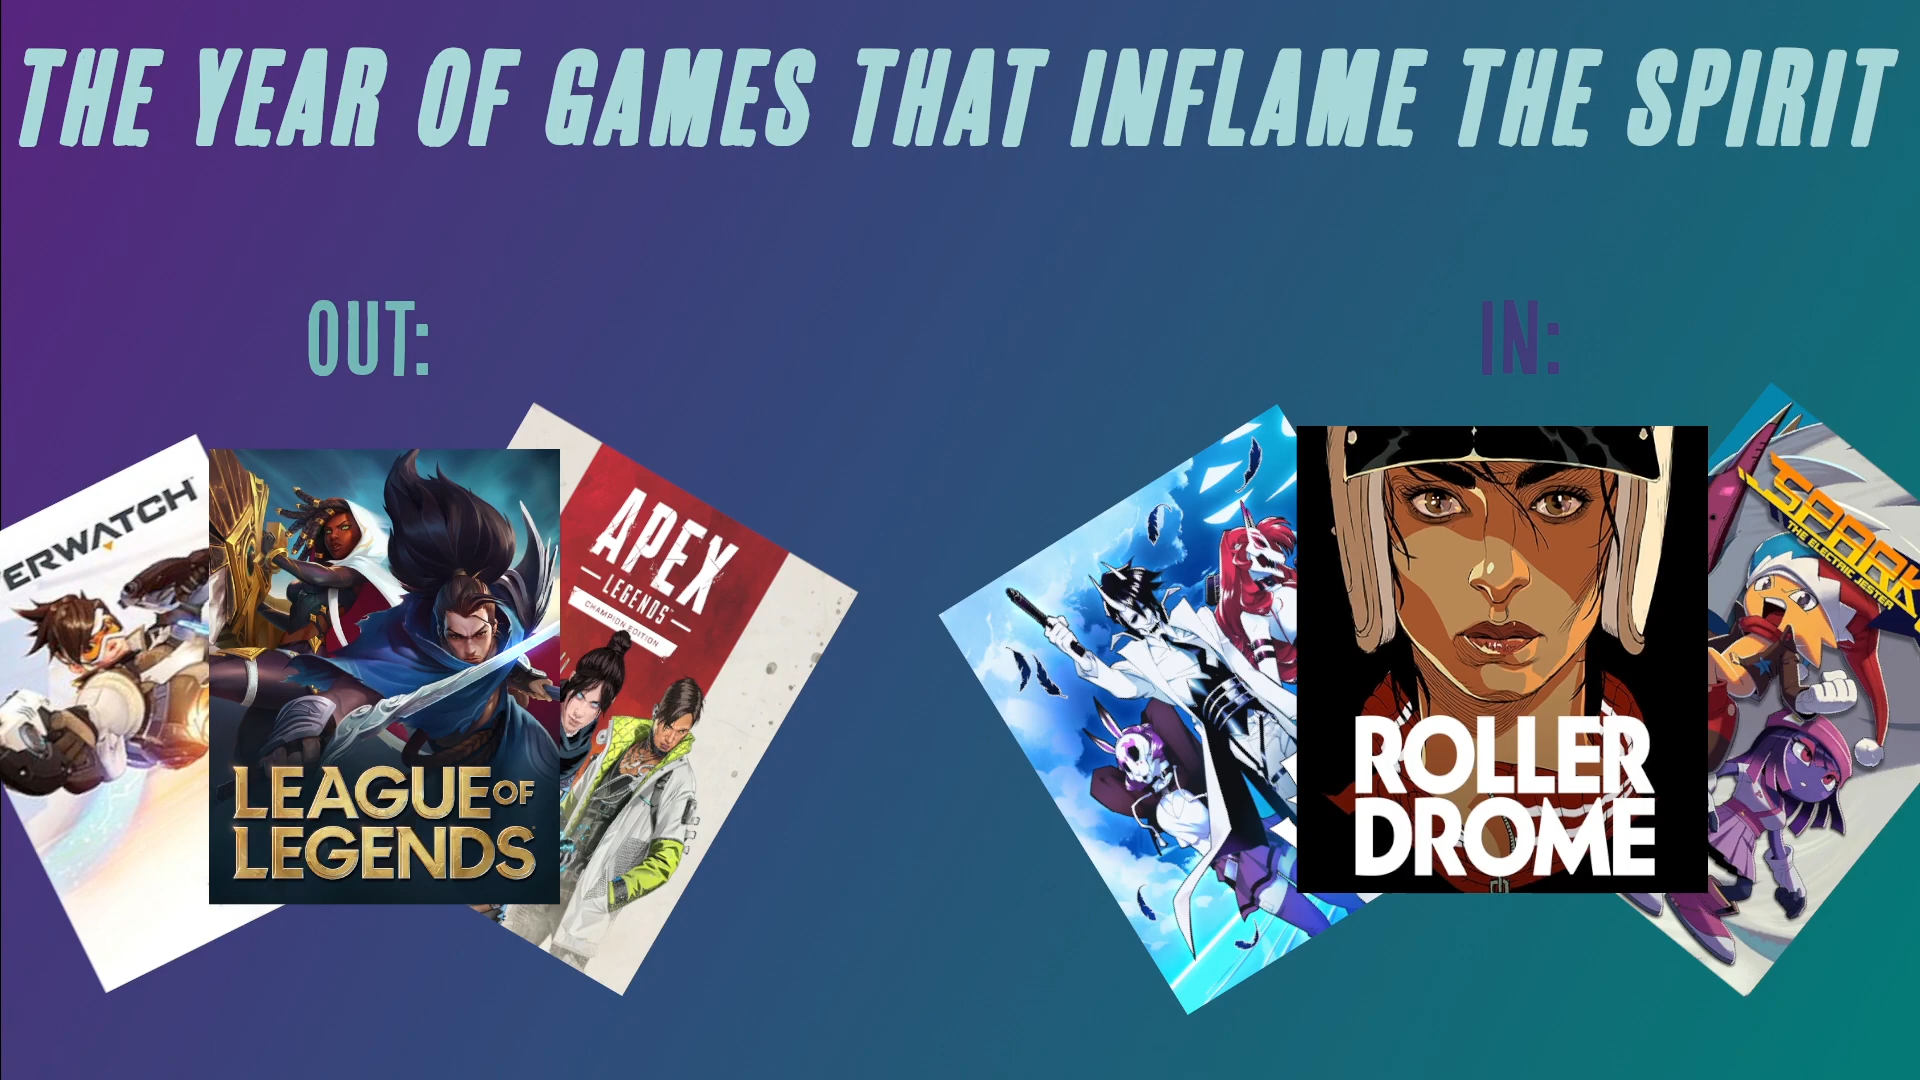 THE YEAR OF GAMES THAT INFLAME THE SPIRIT
OUT:
IN:
ERWATCH
LEAGUE OF
LEGENDS
APEX
LEGENDS
CHAMPION EDITION
ROLLER
DROME
SPARK
THE ELECTRIC JESTER